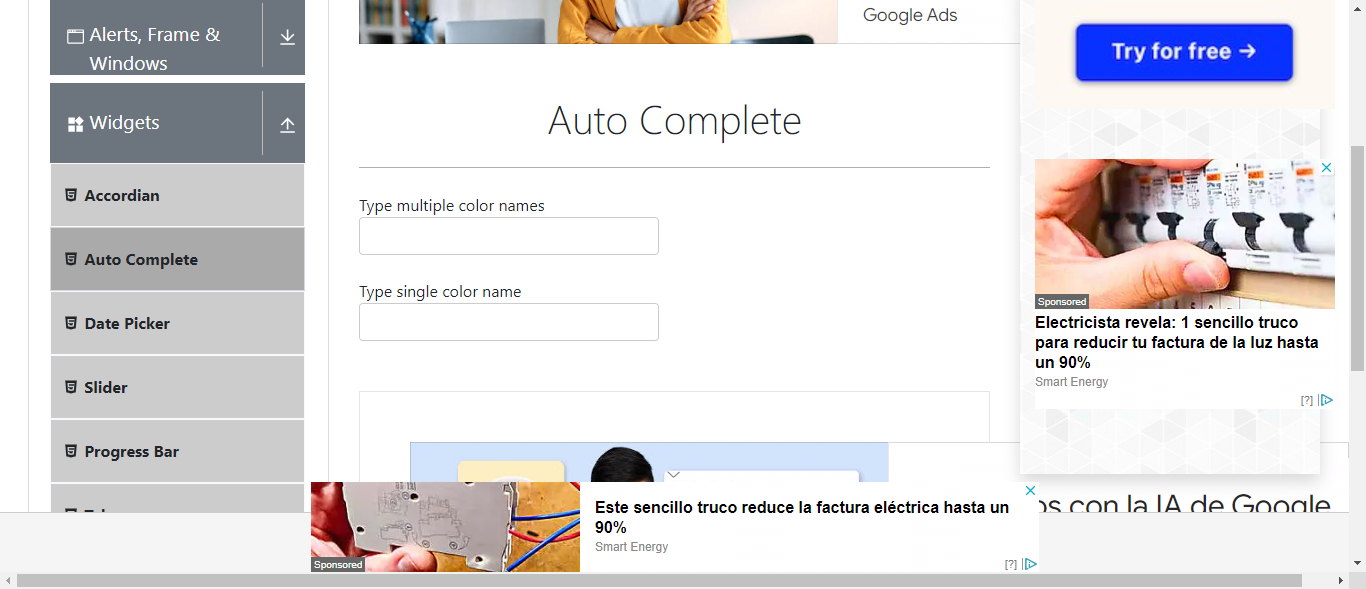 Alerts, Frame &
Windows
Widgets
Accordian
Auto Complete
Date Picker
Slider
Progress Bar
Google Ads
Auto Complete
Type multiple color names
Type single color name
Try for free →
Sponsored
Electricista revela: 1 sencillo truco
para reducir tu factura de la luz hasta
un 90%
Smart Energy
[?]
os con la IA de Google
Sponsored
Este sencillo truco reduce la factura eléctrica hasta un
90%
Smart Energy
[?]